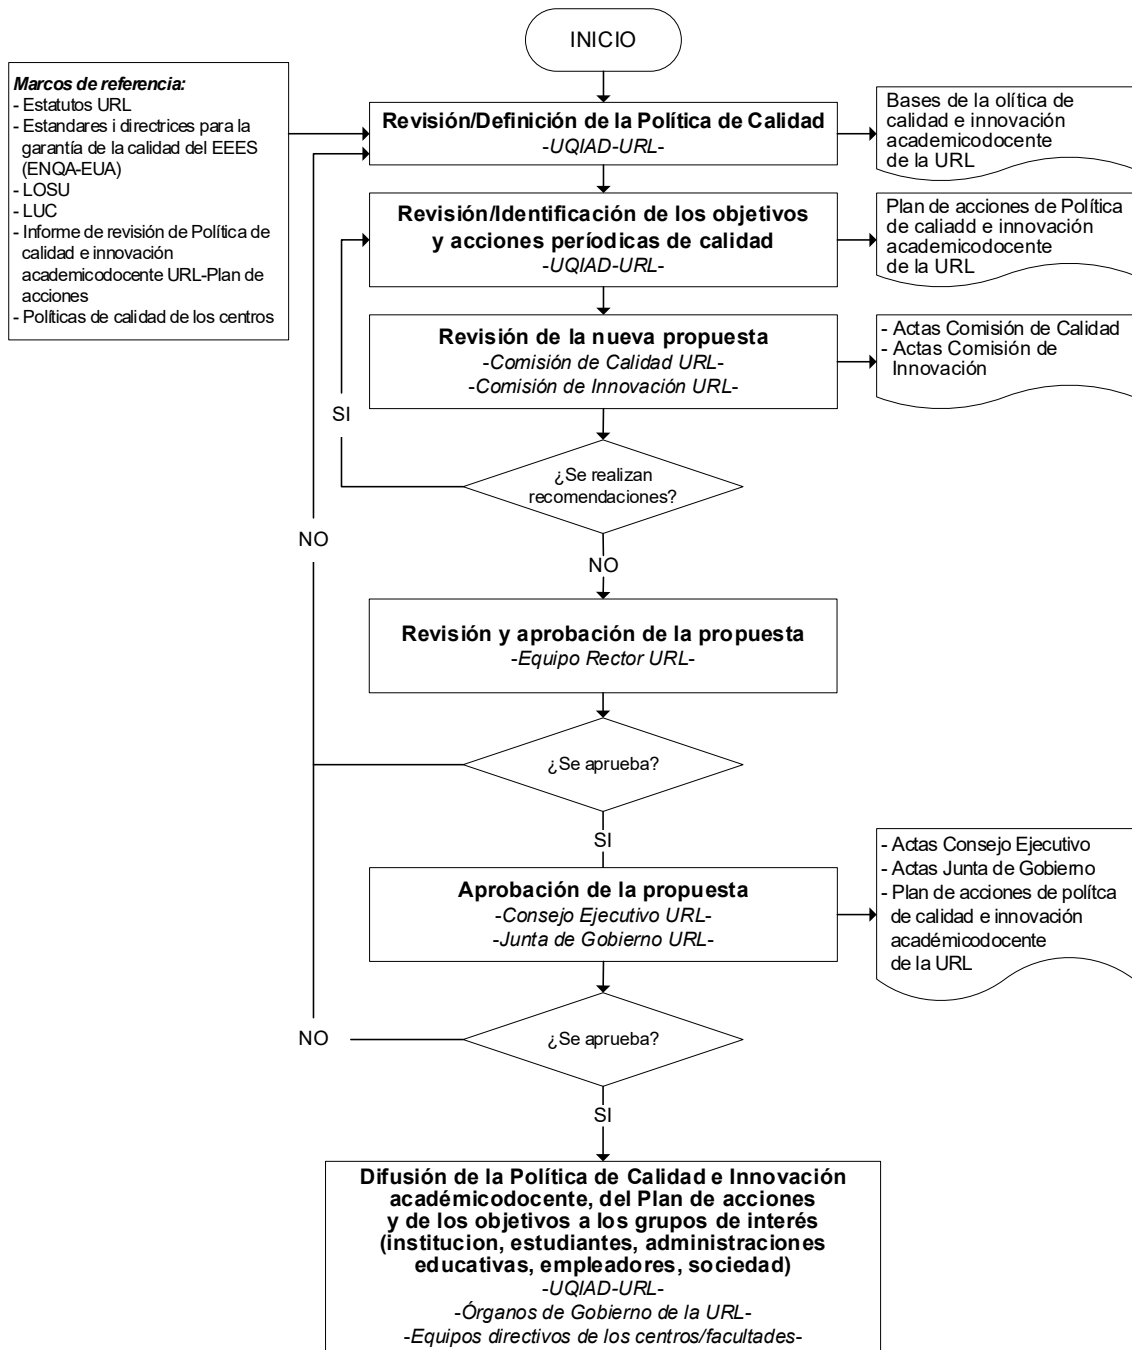 INICIO
Marcos de referencia:
- Estatutos URL
- Estandares i directrices para la
garantía de la calidad del EEES
(ENQA-EUA)
- LOSU
- LUC
- Informe de revisión de Política de
calidad e innovación
academicodocente URL-Plan de
acciones
- Políticas de calidad de los centros
Revisión/Definición de la Política de Calidad
-UQIAD-URL-
Bases de la olítica de
calidad e innovación
academicodocente
de la URL
Revisión/Identificación de los objetivos
y acciones períodicas de calidad
-UQIAD-URL-
Plan de acciones de Política
de caliadd e innovación
academicodocente
de la URL
Revisión de la nueva propuesta
-Comisión de Calidad URL-
-Comisión de Innovación URL-
- Actas Comisión de Calidad
- Actas Comisión de
Innovación
SI
¿Se realizan
recomendaciones?
NO
NO
Revisión y aprobación de la propuesta
-Equipo Rector URL-
¿Se aprueba?
SI
Aprobación de la propuesta
-Consejo Ejecutivo URL-
-Junta de Gobierno URL-
- Actas Consejo Ejecutivo
- Actas Junta de Gobierno
- Plan de acciones de polítca
de calidad e innovación
académicodocente
de la URL
NO
¿Se aprueba?
SI
Difusión de la Política de Calidad e Innovación
académicodocente, del Plan de acciones
y de los objetivos a los grupos de interés
(institucion, estudiantes, administraciones
educativas, empleadores, sociedad)
-UQIAD-URL-
-Órganos de Gobierno de la URL-
-Equipos directivos de los centros/facultades-